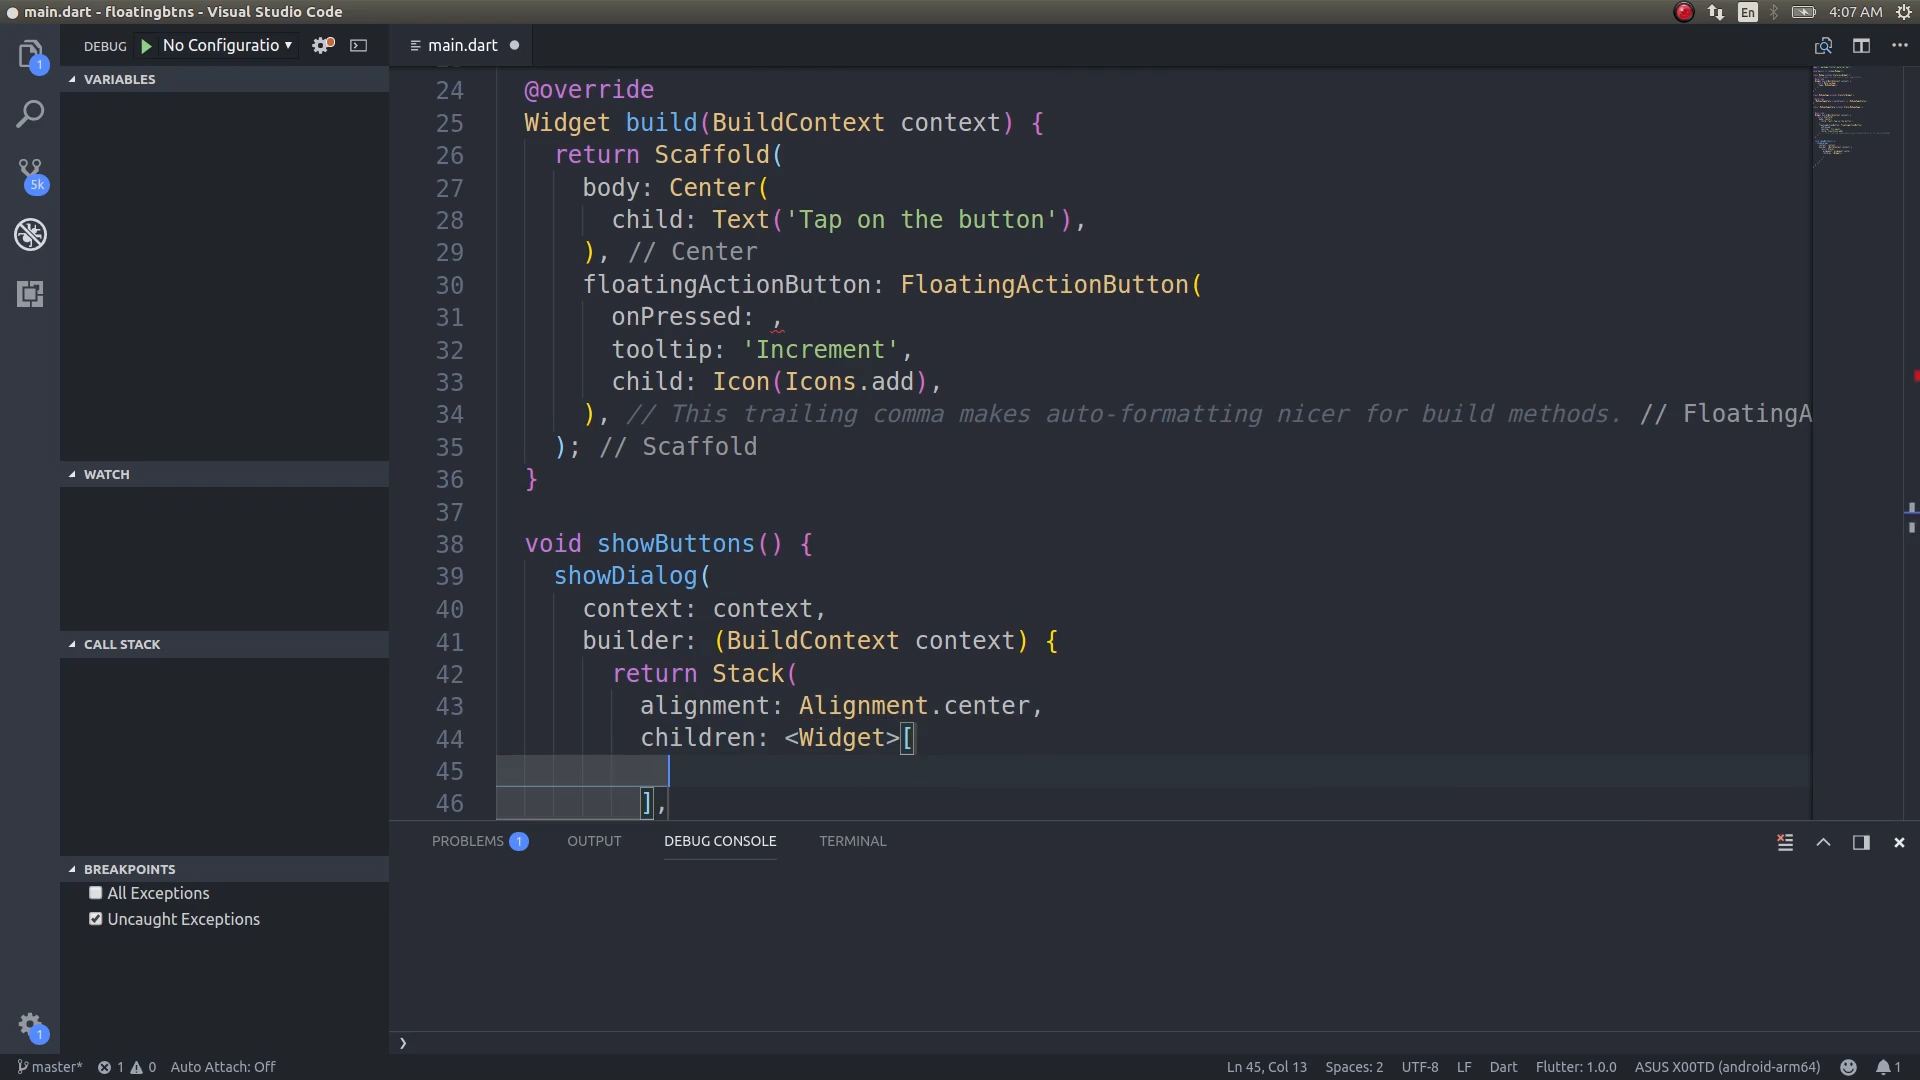 main.dart - floatingbtns - Visual Studio Code
En
4:07 AM
DEBUG
No Configuratio
main.dart
1
VARIABLES
5k
WATCH
CALL STACK
BREAKPOINTS
All Exceptions
Uncaught Exceptions
1
24 @override
25 Widget build(BuildContext context) {
26 return Scaffold(
27 body: Center(
28 child: Text('Tap on the button'),
29 ), // Center
30 floatingActionButton: FloatingActionButton(
31 onPressed: ,
32 tooltip: 'Increment',
33 child: Icon(Icons.add),
34 ), // This trailing comma makes auto-formatting nicer for build methods. // FloatingA
35 ); // Scaffold
36 }
37
38 void showButtons() {
39 showDialog(
40 context: context,
41 builder: (BuildContext context) {
42 return Stack(
43 alignment: Alignment.center,
44 children: <Widget>[
45
46 ],
PROBLEMS 1 OUTPUT DEBUG CONSOLE TERMINAL
❯
master* 1 0 Auto Attach: Off
Ln 45, Col 13 Spaces: 2 UTF-8 LF Dart Flutter: 1.0.0 ASUS X00TD (android-arm64) 1